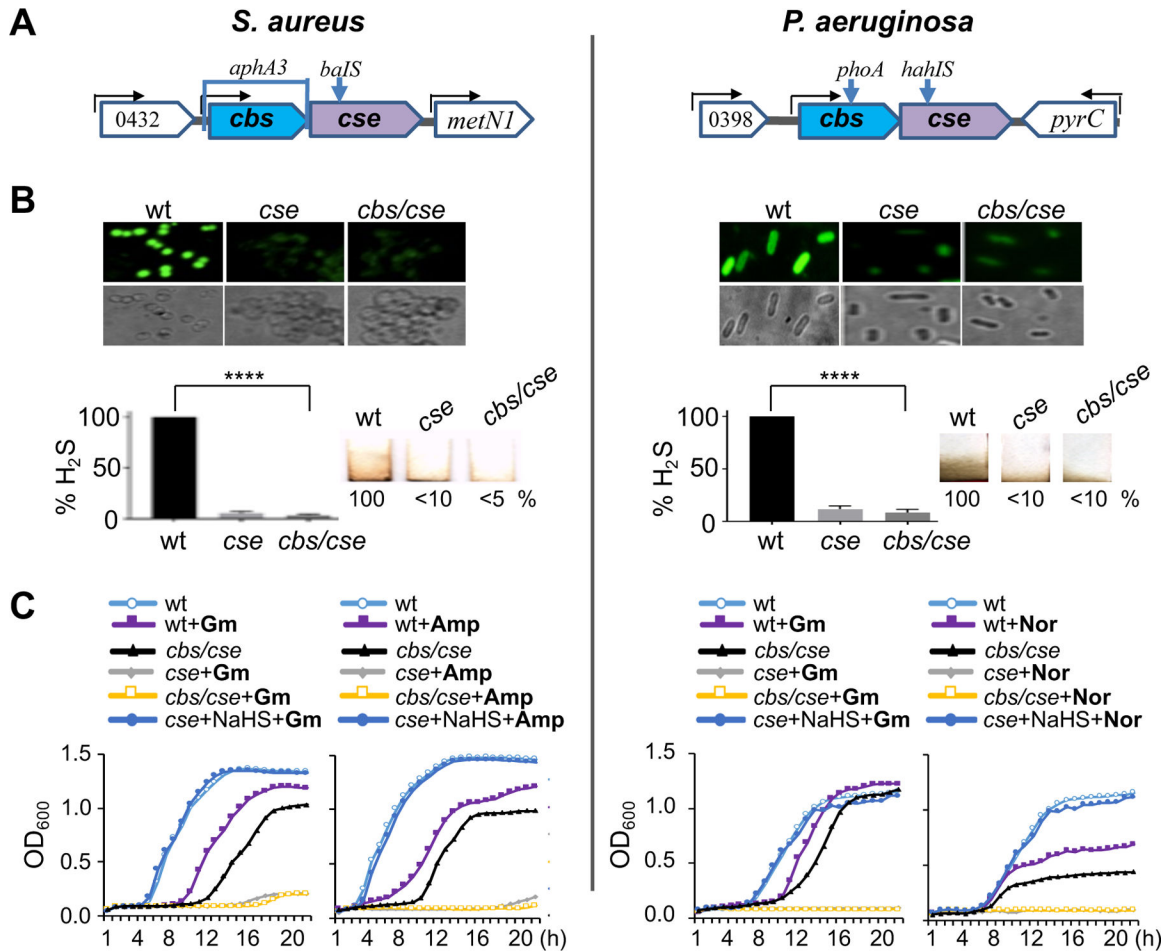 A
S. aureus
P. aeruginosa
aphA3
baIS
0432
cbs
cse
metN1
phoA
hahIS
0398
cbs
cse
pyrC
B
wt
cse
cbs/cse
wt
cse
cbs/cse
****
100
50
0
% H2S
wt
cse
cbs/cse
wt
cse
cbs/cse
100
<10
<5
%
****
100
50
0
% H2S
wt
cse
cbs/cse
wt
cse
cbs/cse
100
<10
<10
%
C
wt
wt+Gm
cbs/cse
cse+Gm
cbs/cse+Gm
cse+NaHS+Gm
wt
wt+Amp
cbs/cse
cse+Amp
cbs/cse+Amp
cse+NaHS+Amp
wt
wt+Gm
cbs/cse
cse+Gm
cbs/cse+Gm
cse+NaHS+Gm
wt
wt+Nor
cbs/cse
cse+Nor
cbs/cse+Nor
cse+NaHS+Nor
OD600
1.5
1.0
0.5
0.0
1 4 8 12 16 20
1 4 8 12 16 20 (h)
OD600
1.5
1.0
0.5
0.0
1 4 8 12 16 20
1 4 8 12 16 20 (h)